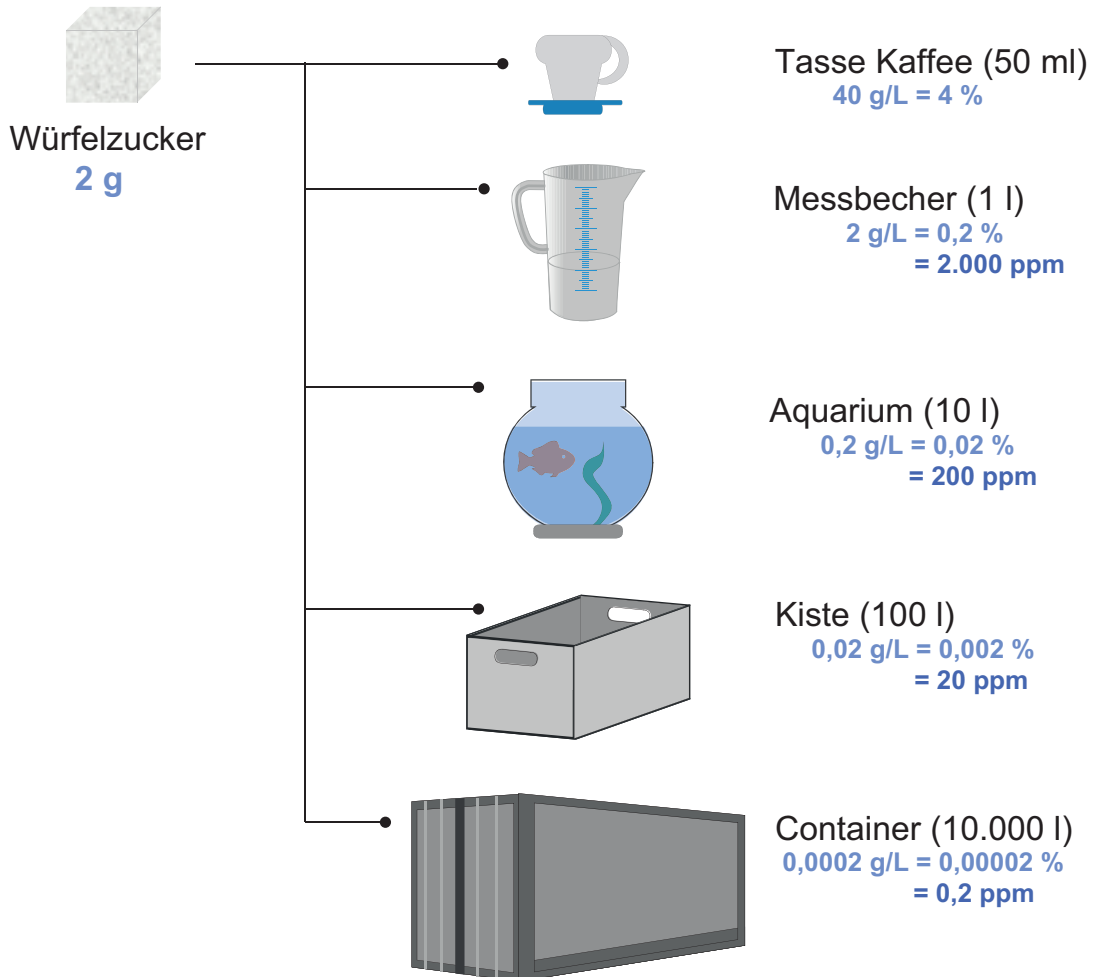 Würfelzucker
2 g
Tasse Kaffee (50 ml)
40 g/L = 4 %
Messbecher (1 l)
2 g/L = 0,2 %
= 2.000 ppm
Aquarium (10 l)
0,2 g/L = 0,02 %
= 200 ppm
Kiste (100 l)
0,02 g/L = 0,002 %
= 20 ppm
Container (10.000 l)
0,0002 g/L = 0,00002 %
= 0,2 ppm